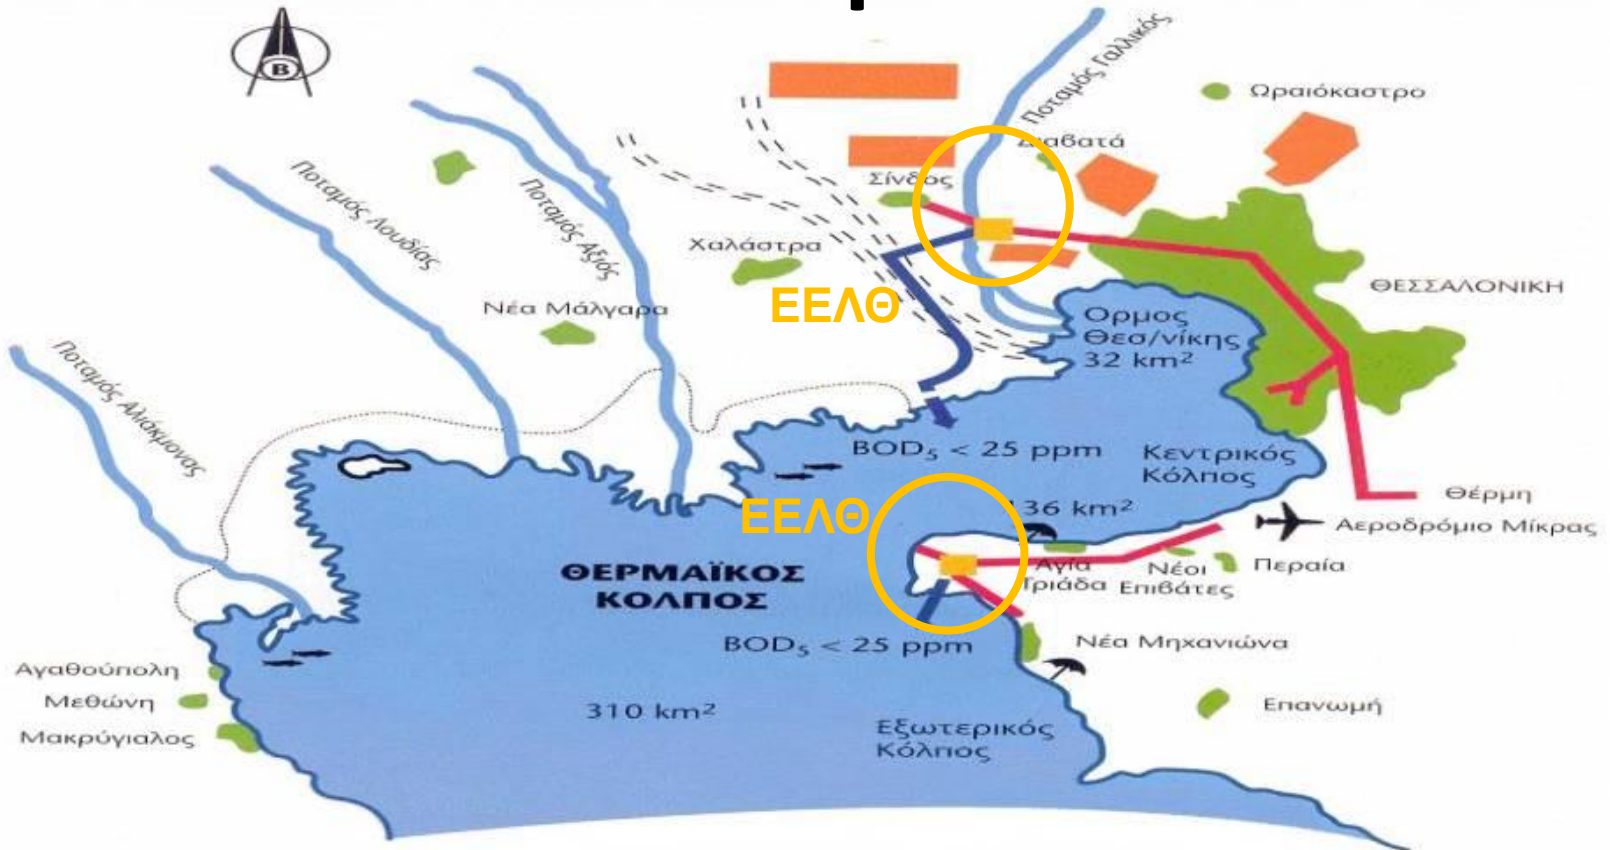 Β
Ποταμός Γαλλικός
Ωραιόκαστρο
Διαβατά
Σίνδος
Ποταμός Λουδίας
Ποταμός Αξιός
Χαλάστρα
ΘΕΣΣΑΛΟΝΙΚΗ
Νέα Μάλγαρα
ΕΕΛΘ
Ορμος
Θεσ/νίκης
32 km²
Ποταμός Αλιάκμονας
BOD₅ < 25 ppm
Κεντρικός
Κόλπος
Θέρμη
ΕΕΛΘ
136 km²
Αεροδρόμιο Μίκρας
ΘΕΡΜΑΪΚΟΣ
ΚΟΛΠΟΣ
Αγία
Τριάδα
Νέοι
Επιβάτες
Περαία
BOD₅ < 25 ppm
Νέα Μηχανιώνα
Αγαθούπολη
Μεθώνη
Μακρύγιαλος
310 km²
Επανωμή
Εξωτερικός
Κόλπος